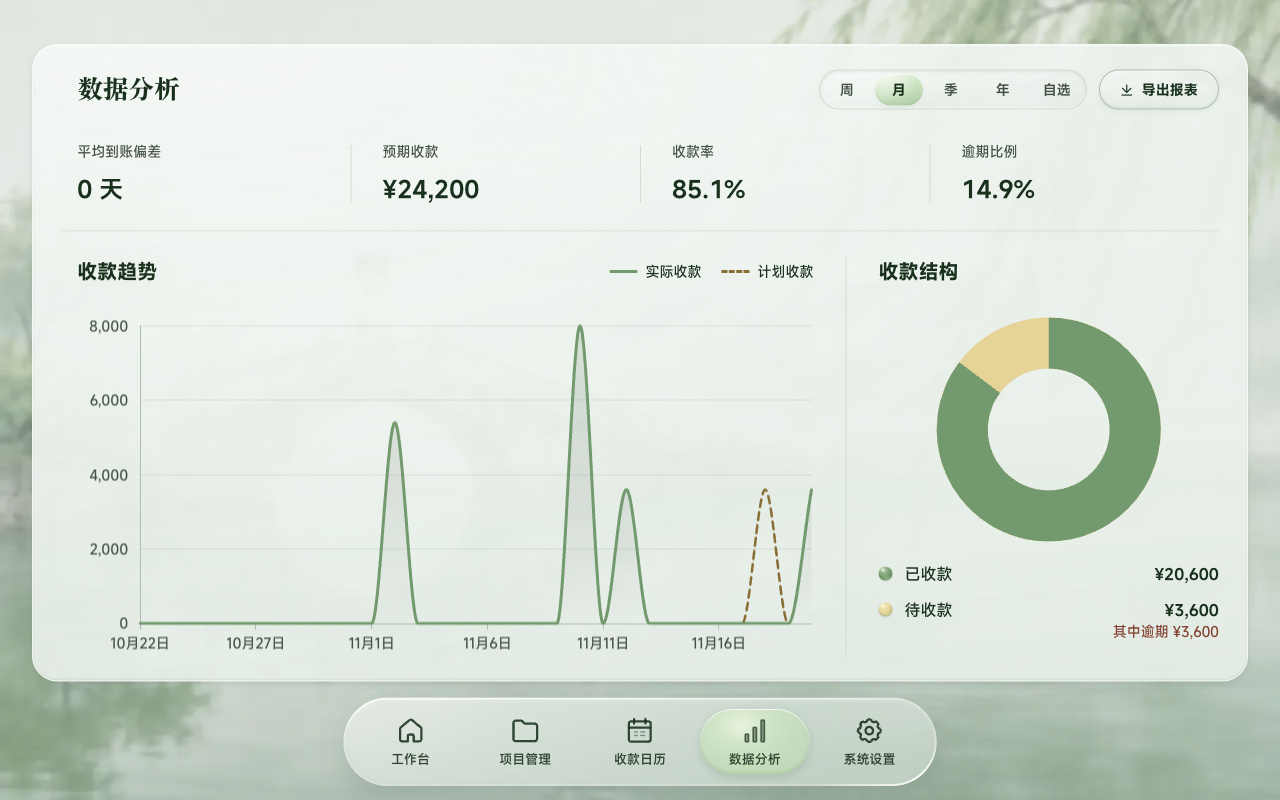 数据分析
周 月 季 年 自选 导出报表
平均到账偏差 预期收款 收款率 逾期比例
0 天 ¥24,200 85.1% 14.9%
收款趋势
实际收款 计划收款
8,000
6,000
4,000
2,000
0
10月22日 10月27日 11月1日 11月6日 11月11日 11月16日
收款结构
已收款 ¥20,600
待收款 ¥3,600
其中逾期 ¥3,600
工作台 项目管理 收款日历 数据分析 系统设置